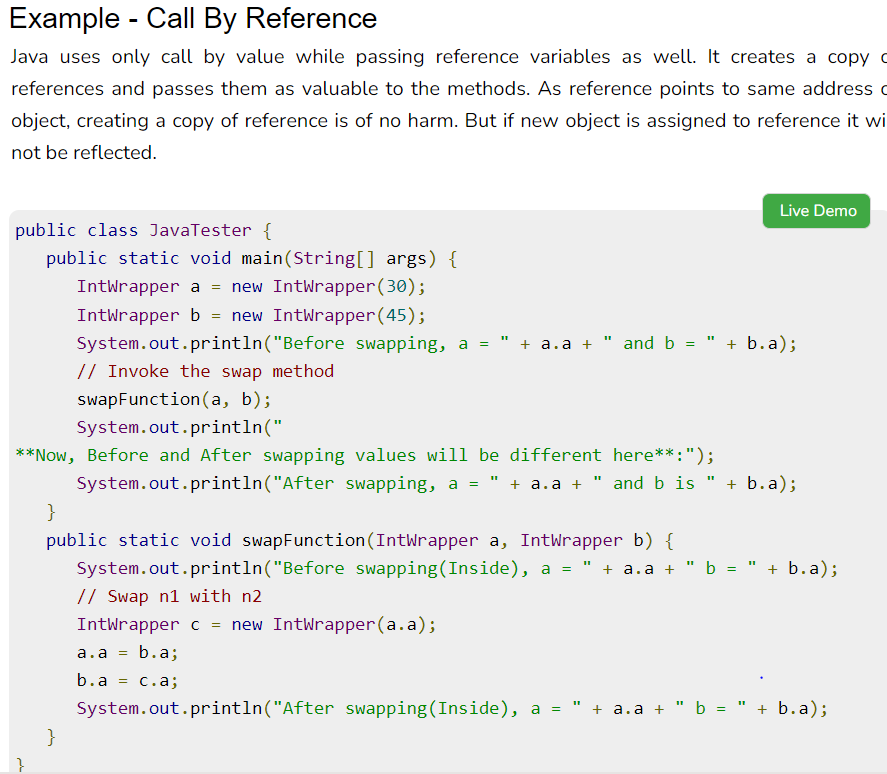 Example - Call By Reference
Java uses only call by value while passing reference variables as well. It creates a copy
references and passes them as valuable to the methods. As reference points to same address
object, creating a copy of reference is of no harm. But if new object is assigned to reference it
not be reflected.
Live Demo
public class JavaTester {
   public static void main(String[] args) {
      IntWrapper a = new IntWrapper(30);
      IntWrapper b = new IntWrapper(45);
      System.out.println("Before swapping, a = " + a.a + " and b = " + b.a);
      // Invoke the swap method
      swapFunction(a, b);
      System.out.println("
**Now, Before and After swapping values will be different here**:");
      System.out.println("After swapping, a = " + a.a + " and b is " + b.a);
   }
   public static void swapFunction(IntWrapper a, IntWrapper b) {
      System.out.println("Before swapping(Inside), a = " + a.a + " b = " + b.a);
      // Swap n1 with n2
      IntWrapper c = new IntWrapper(a.a);
      a.a = b.a;
      b.a = c.a;
      System.out.println("After swapping(Inside), a = " + a.a + " b = " + b.a);
   }
}